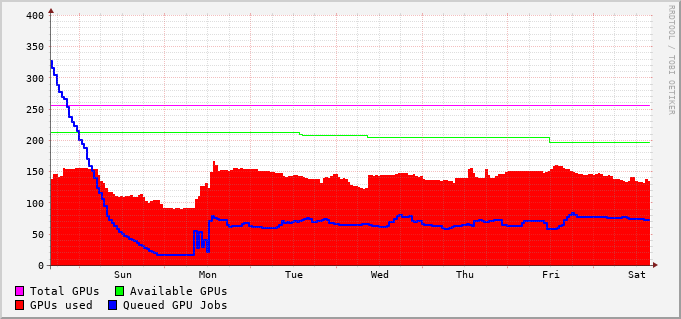 RRDTOOL / TOBI OETIKER
400
350
300
250
200
150
100
50
0
Sun Mon Tue Wed Thu Fri Sat
Total GPUs Available GPUs
GPUs used Queued GPU Jobs